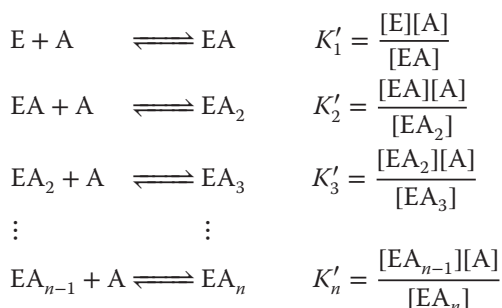 E + A ⇌ EA K′₁ = [E][A] / [EA]
EA + A ⇌ EA₂ K′₂ = [EA][A] / [EA₂]
EA₂ + A ⇌ EA₃ K′₃ = [EA₂][A] / [EA₃]
⋮ ⋮
EAₙ₋₁ + A ⇌ EAₙ K′ₙ = [EAₙ₋₁][A] / [EAₙ]